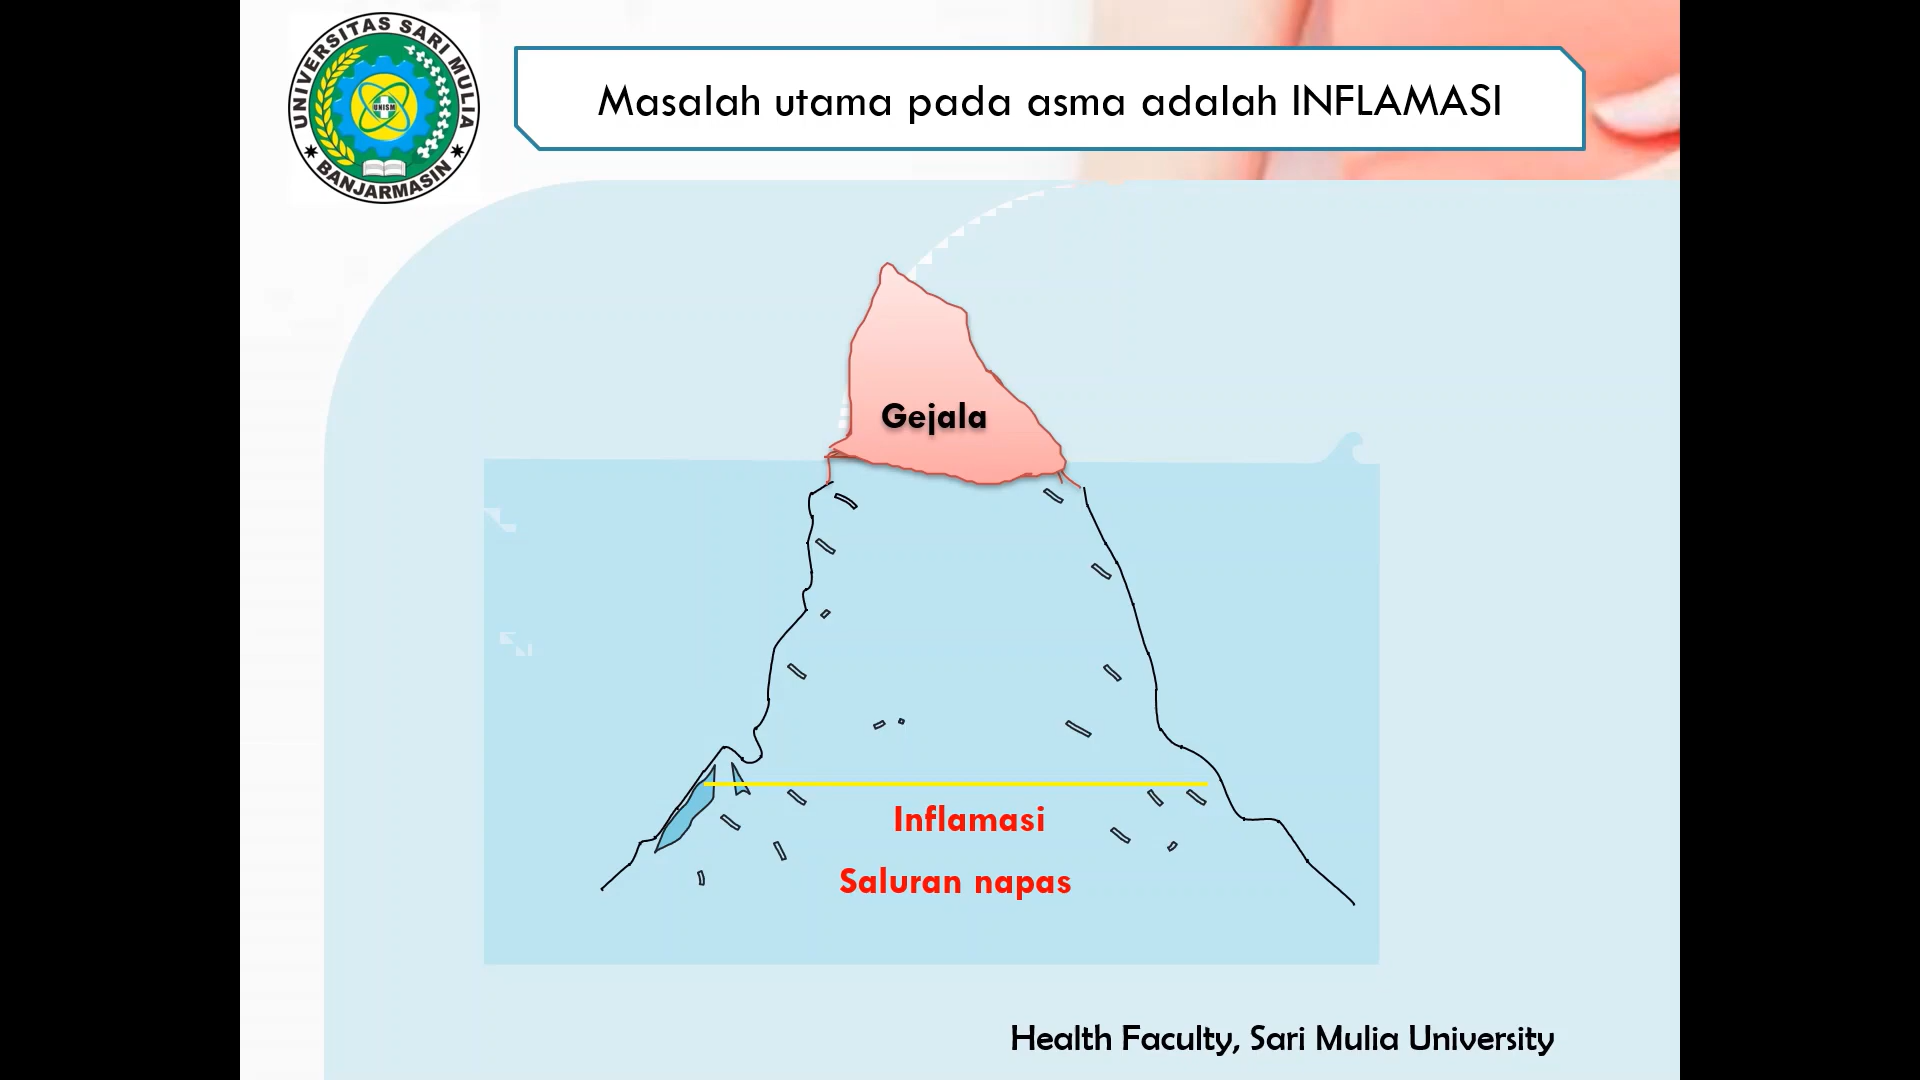 UNIVERSITAS SARI MULIA
UNISM
BANJARMASIN
Masalah utama pada asma adalah INFLAMASI
Gejala
Inflamasi
Saluran napas
Health Faculty, Sari Mulia University